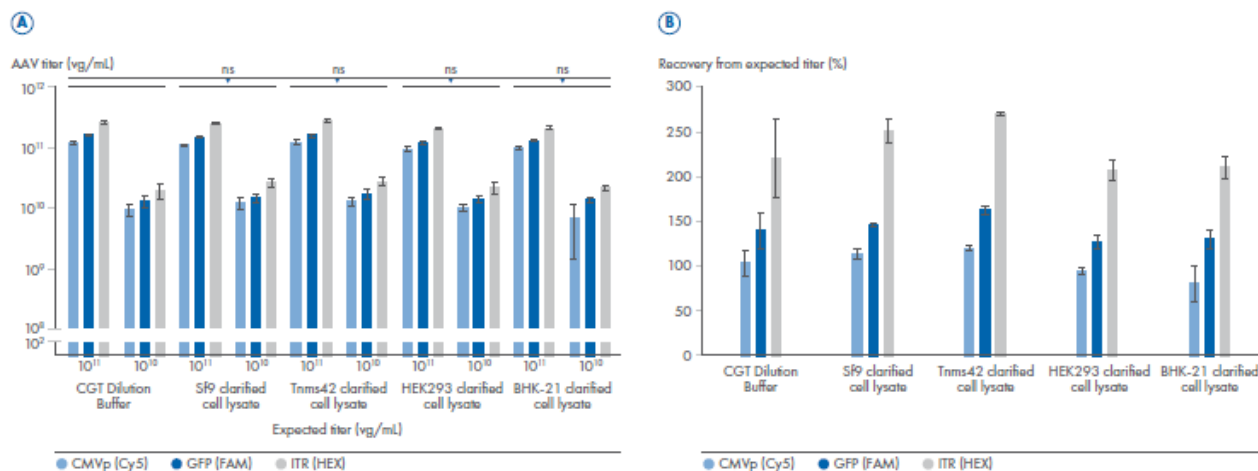 A
AAV titer (vg/mL)
ns ns ns ns
10¹²
10¹¹
10¹⁰
10⁹
10⁸
10²
10¹¹ 10¹⁰ 10¹¹ 10¹⁰ 10¹¹ 10¹⁰ 10¹¹ 10¹⁰ 10¹¹ 10¹⁰
CGT Dilution Sf9 clarified Tnms42 clarified HEK293 clarified BHK-21 clarified
Buffer cell lysate cell lysate cell lysate cell lysate
Expected titer (vg/mL)
CMVp (Cy5) GFP (FAM) ITR (HEX)
B
Recovery from expected titer (%)
300
250
200
150
100
50
0
CGT Dilution Sf9 clarified Tnms42 clarified HEK293 clarified BHK-21 clarified
Buffer cell lysate cell lysate cell lysate cell lysate
CMVp (Cy5) GFP (FAM) ITR (HEX)